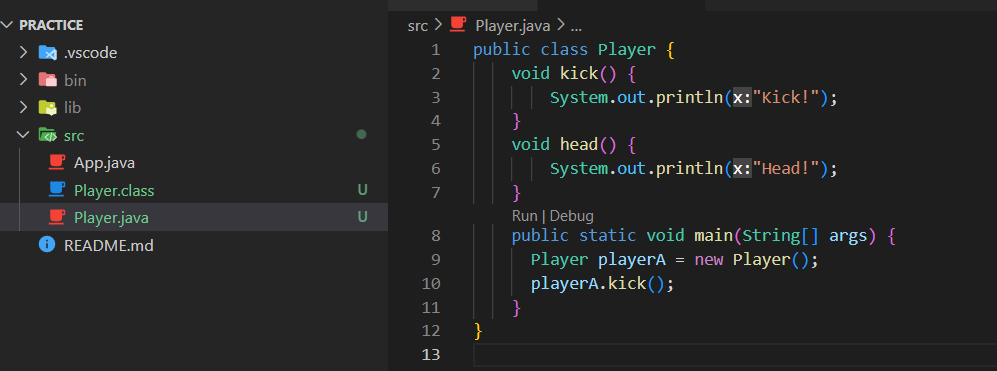 PRACTICE
.vscode
bin
lib
src
App.java
Player.class U
Player.java U
README.md
src > Player.java > ...
1 public class Player {
2 void kick() {
3 System.out.println(x:"Kick!");
4 }
5 void head() {
6 System.out.println(x:"Head!");
7 }
Run | Debug
8 public static void main(String[] args) {
9 Player playerA = new Player();
10 playerA.kick();
11 }
12 }
13